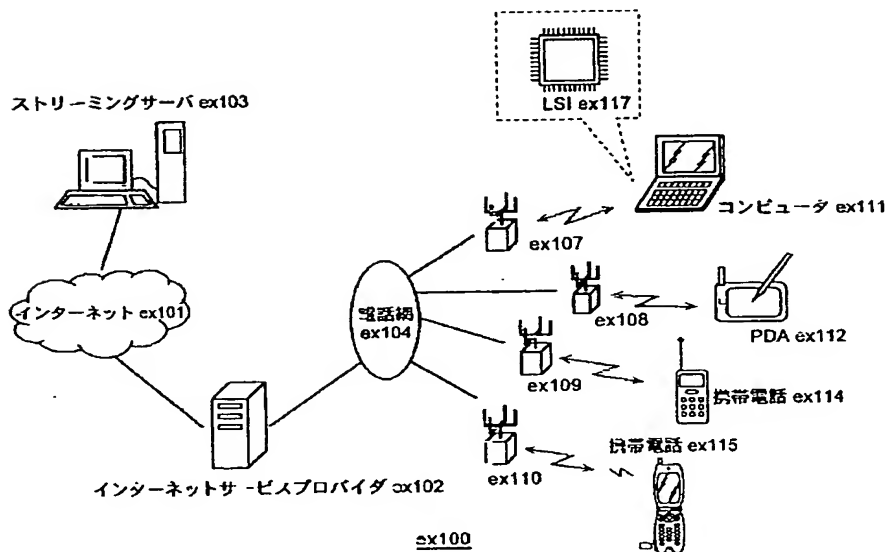 LSI ex117
ストリーミングサーバ ex103
コンピュータ ex111
ex107
インターネット ex101
電話網
ex104
ex108
PDA ex112
ex109
携帯電話 ex114
携帯電話 ex115
ex110
インターネットサービスプロバイダ ex102
ex100